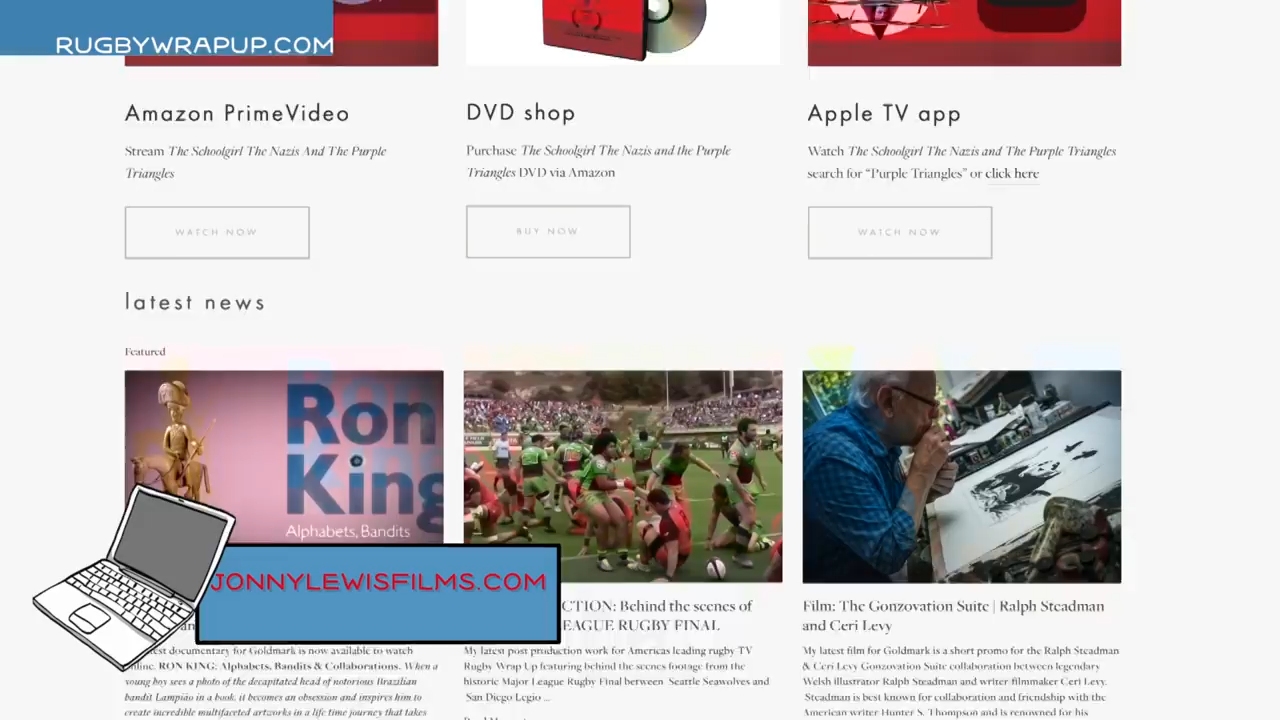 RUGBYWRAPUP.COM
Amazon PrimeVideo
Stream The Schoolgirl The Nazis And The Purple
Triangles
WATCH NOW
DVD shop
Purchase The Schoolgirl The Nazis and the Purple
Triangles DVD via Amazon
BUY NOW
Apple TV app
Watch The Schoolgirl The Nazis and The Purple Triangles
search for “Purple Triangles” or click here
WATCH NOW
latest news
Featured
Ron
King
Alphabets, Bandits
JONNYLEWISFILMS.COM
documentary for Goldmark is now available to watch
RON KING: Alphabets, Bandits & Collaborations. When a
young boy sees a photo of the decapitated head of notorious Brazilian
bandit Lampião in a book, it becomes an obsession and inspires him to
create incredible multifaceted artworks in a life time journey that takes
CTION: Behind the scenes of
EAGUE RUGBY FINAL
My latest post production work for Americas leading rugby TV
Rugby Wrap Up featuring behind the scenes footage from the
historic Major League Rugby Final between Seattle Seawolves and
San Diego Legio ...
Film: The Gonzovation Suite | Ralph Steadman
and Ceri Levy
My latest film for Goldmark is a short promo for the Ralph Steadman
& Ceri Levy Gonzovation Suite collaboration between legendary
Welsh illustrator Ralph Steadman and writer filmmaker Ceri Levy.
Steadman is best known for collaboration and friendship with the
American writer Hunter S. Thompson and is renowned for his